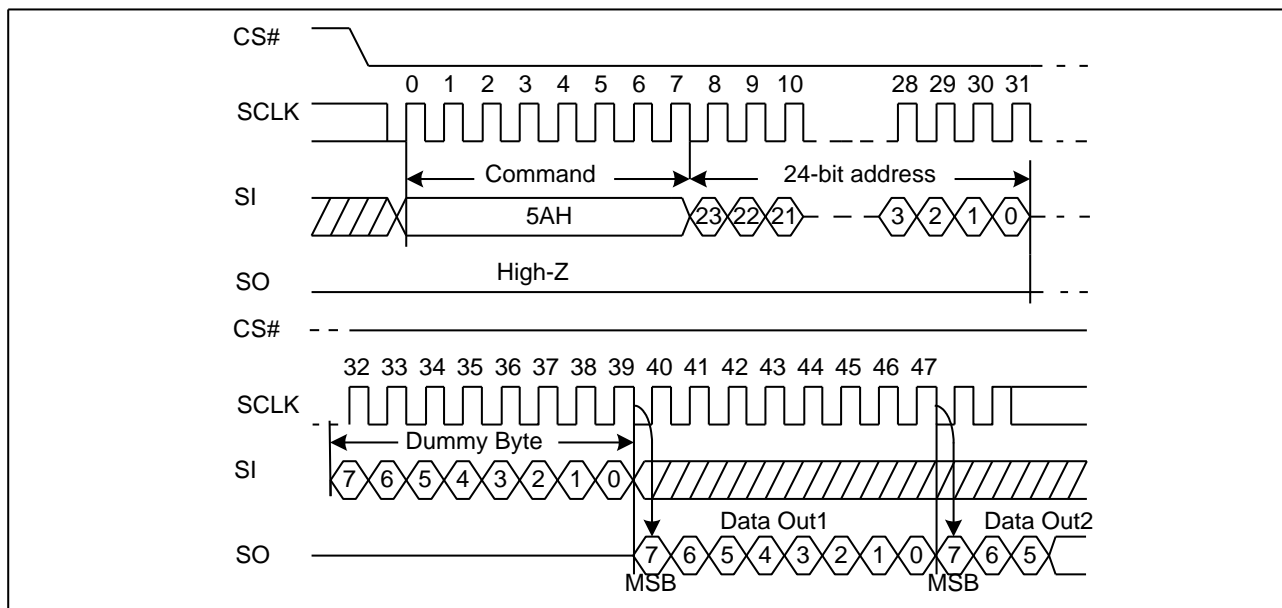 CS#
0 1 2 3 4 5 6 7 8 9 10 28 29 30 31
SCLK
Command 24-bit address
SI
5AH 23 22 21 3 2 1 0
High-Z
SO
CS#
32 33 34 35 36 37 38 39 40 41 42 43 44 45 46 47
SCLK
Dummy Byte
SI
7 6 5 4 3 2 1 0
Data Out1 Data Out2
SO
7 6 5 4 3 2 1 0 7 6 5
MSB MSB